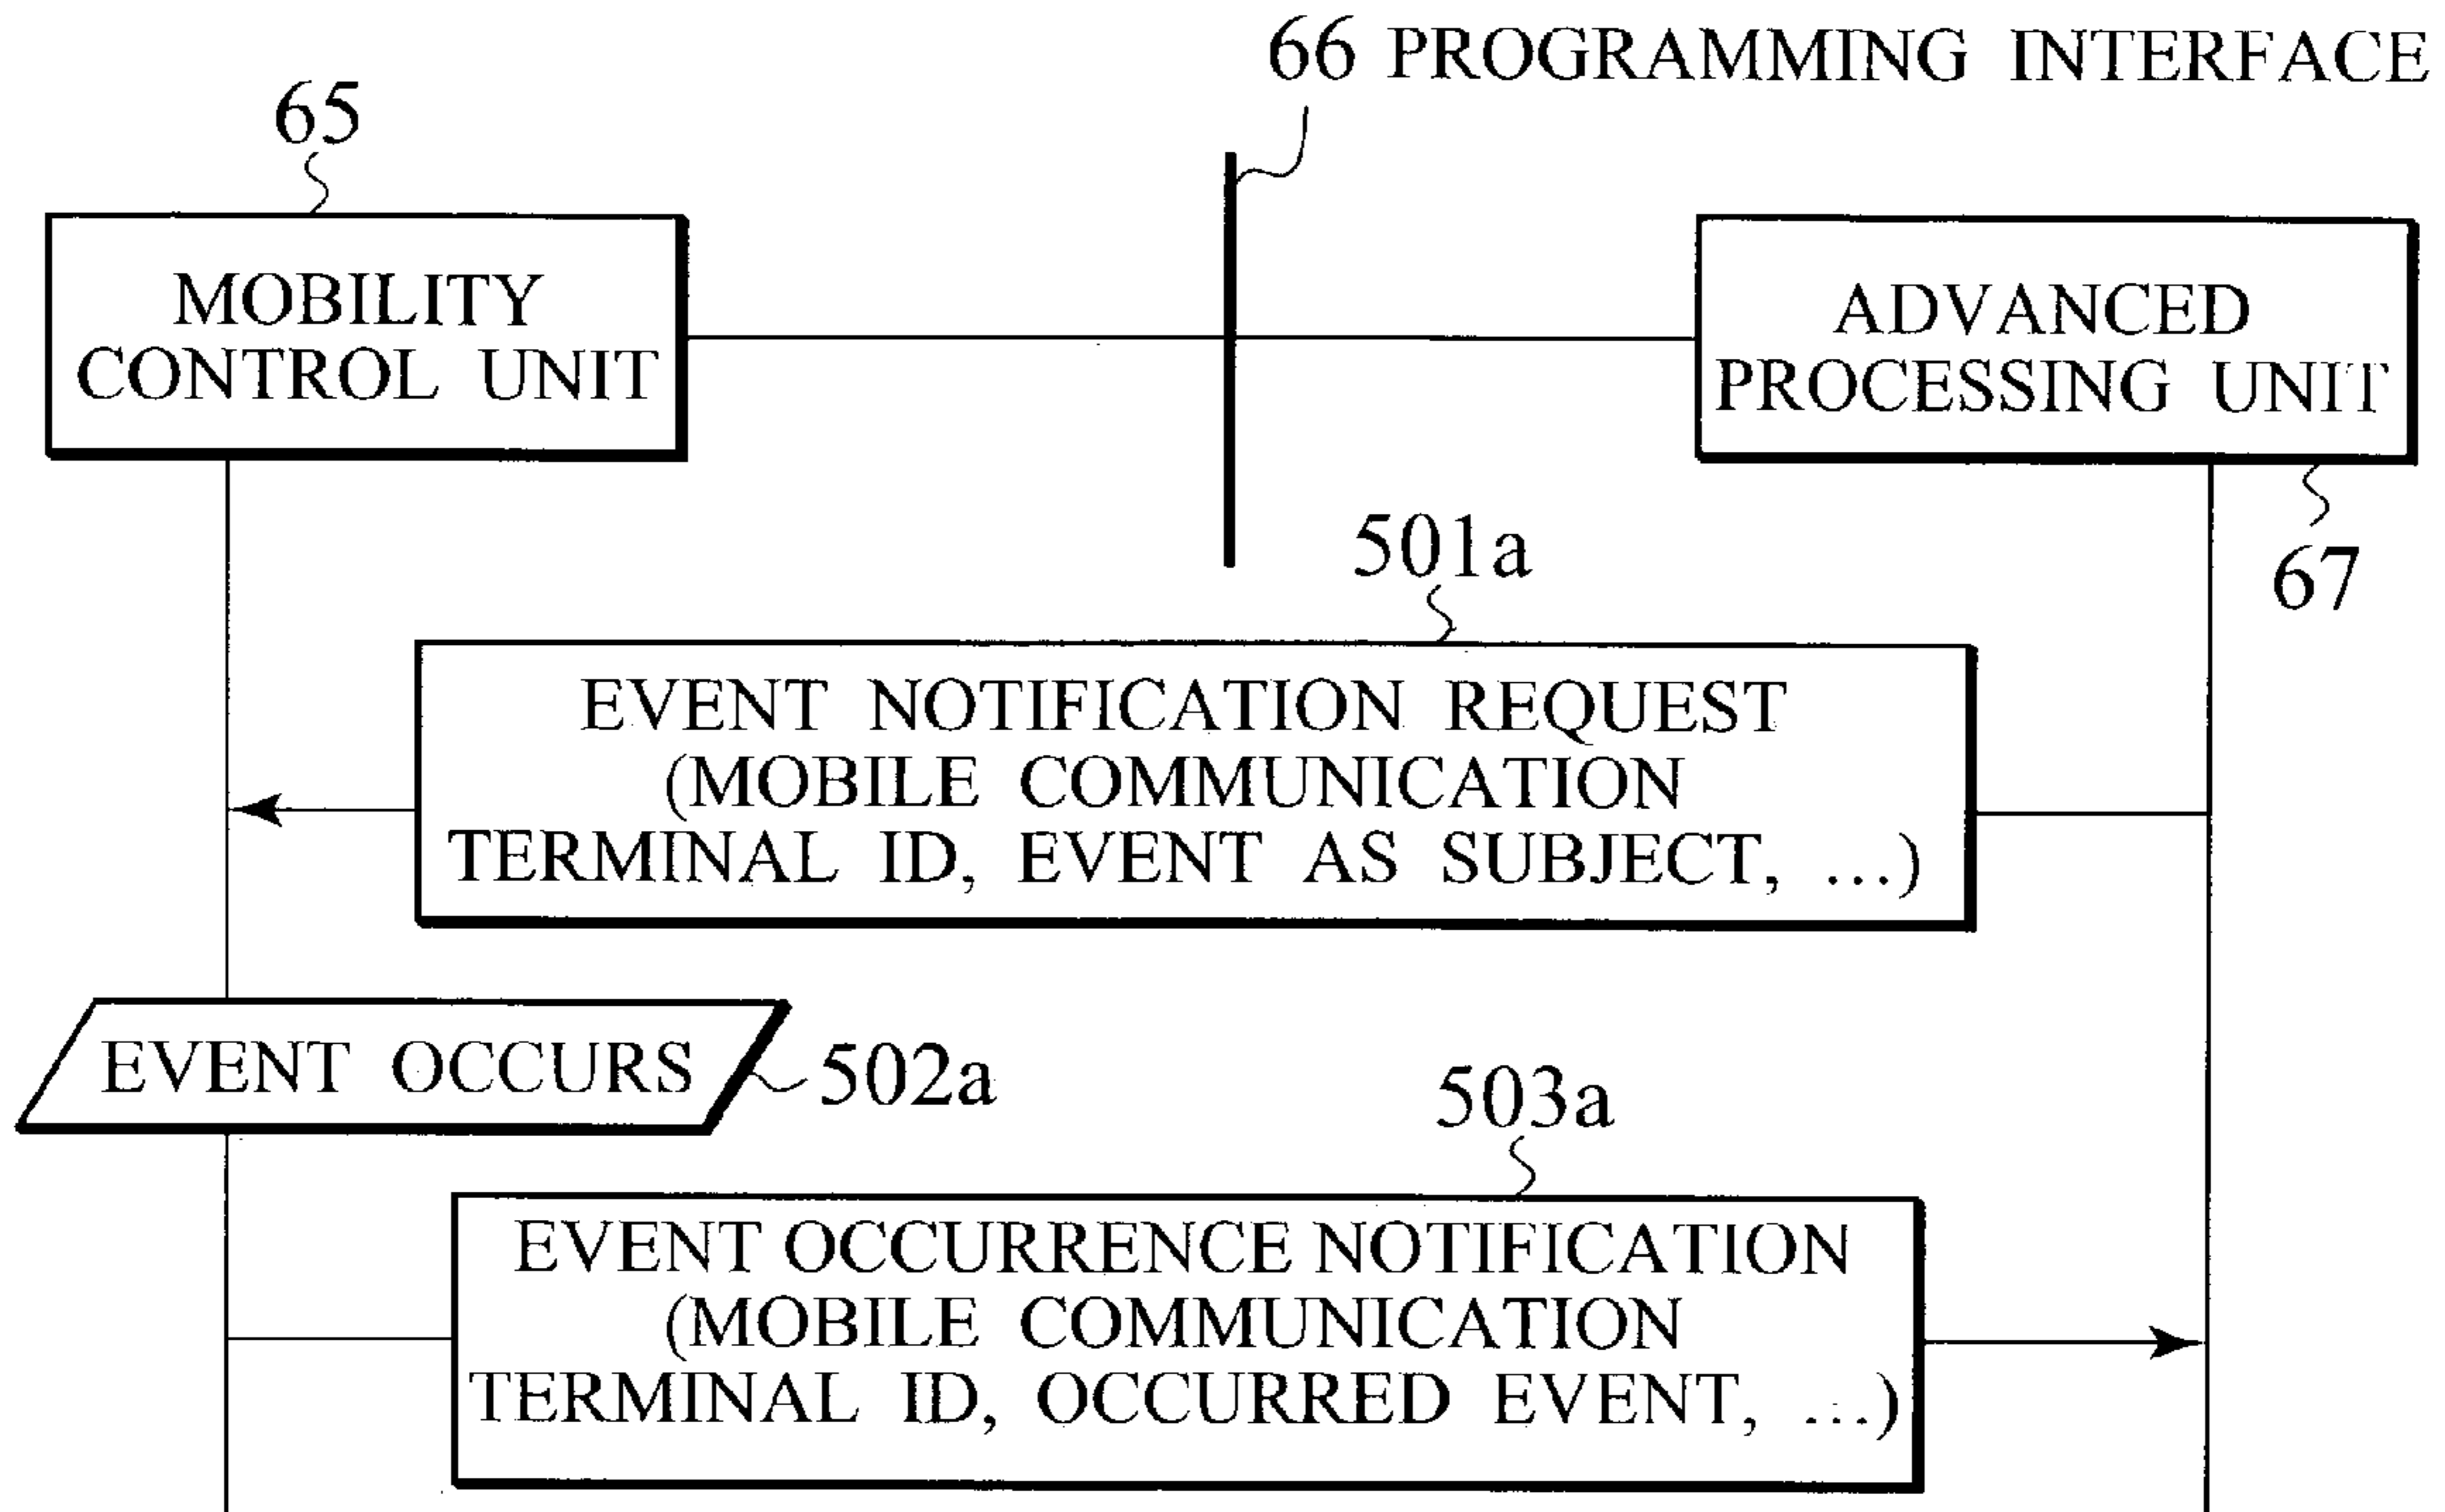 66 PROGRAMMING INTERFACE
65
MOBILITY
CONTROL UNIT
ADVANCED
PROCESSING UNIT
67
501a
EVENT NOTIFICATION REQUEST
(MOBILE COMMUNICATION
TERMINAL ID, EVENT AS SUBJECT, ...)
EVENT OCCURS
502a
503a
EVENT OCCURRENCE NOTIFICATION
(MOBILE COMMUNICATION
TERMINAL ID, OCCURRED EVENT, ...)